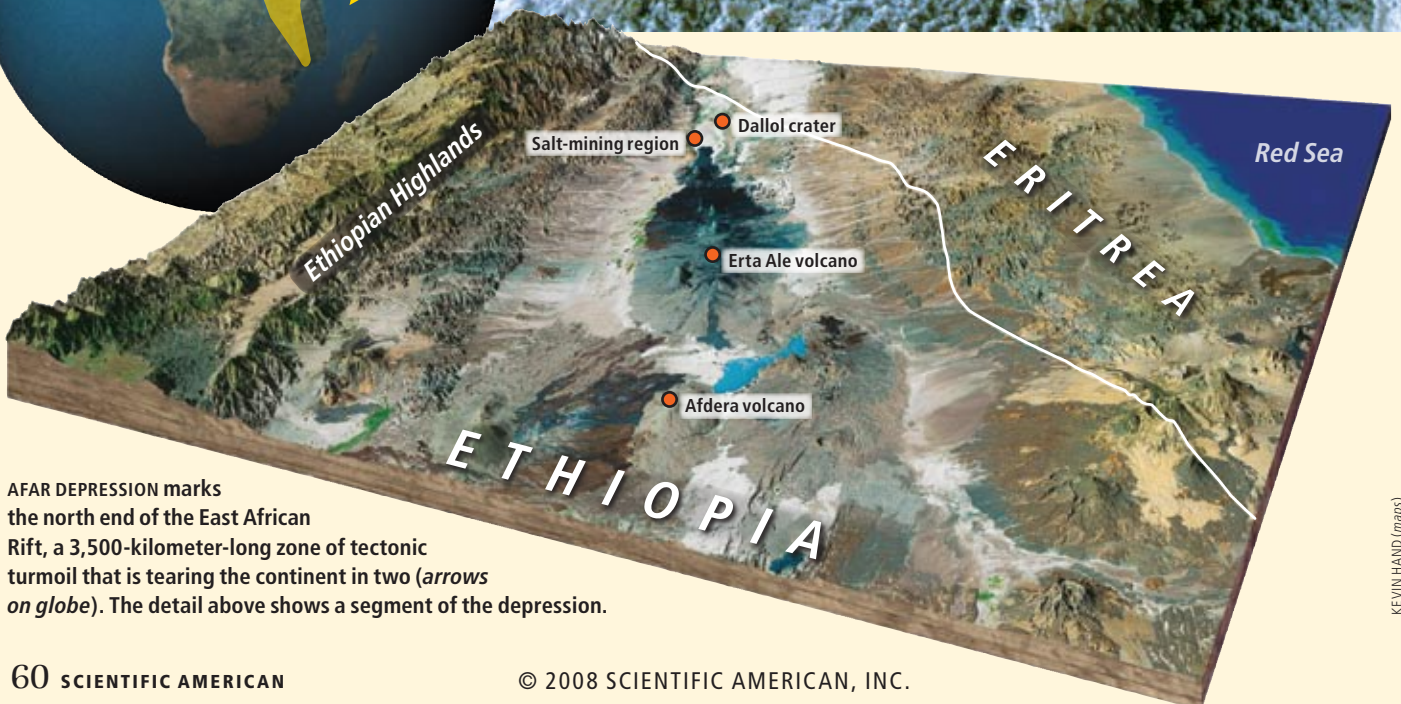 Dallol crater
Salt-mining region
Red Sea
Ethiopian Highlands
ERITREA
Erta Ale volcano
Afdera volcano
ETHIOPIA
AFAR DEPRESSION marks
the north end of the East African
Rift, a 3,500-kilometer-long zone of tectonic
turmoil that is tearing the continent in two (arrows
on globe). The detail above shows a segment of the depression.
KEVIN HAND (maps)
60 SCIENTIFIC AMERICAN
© 2008 SCIENTIFIC AMERICAN, INC.